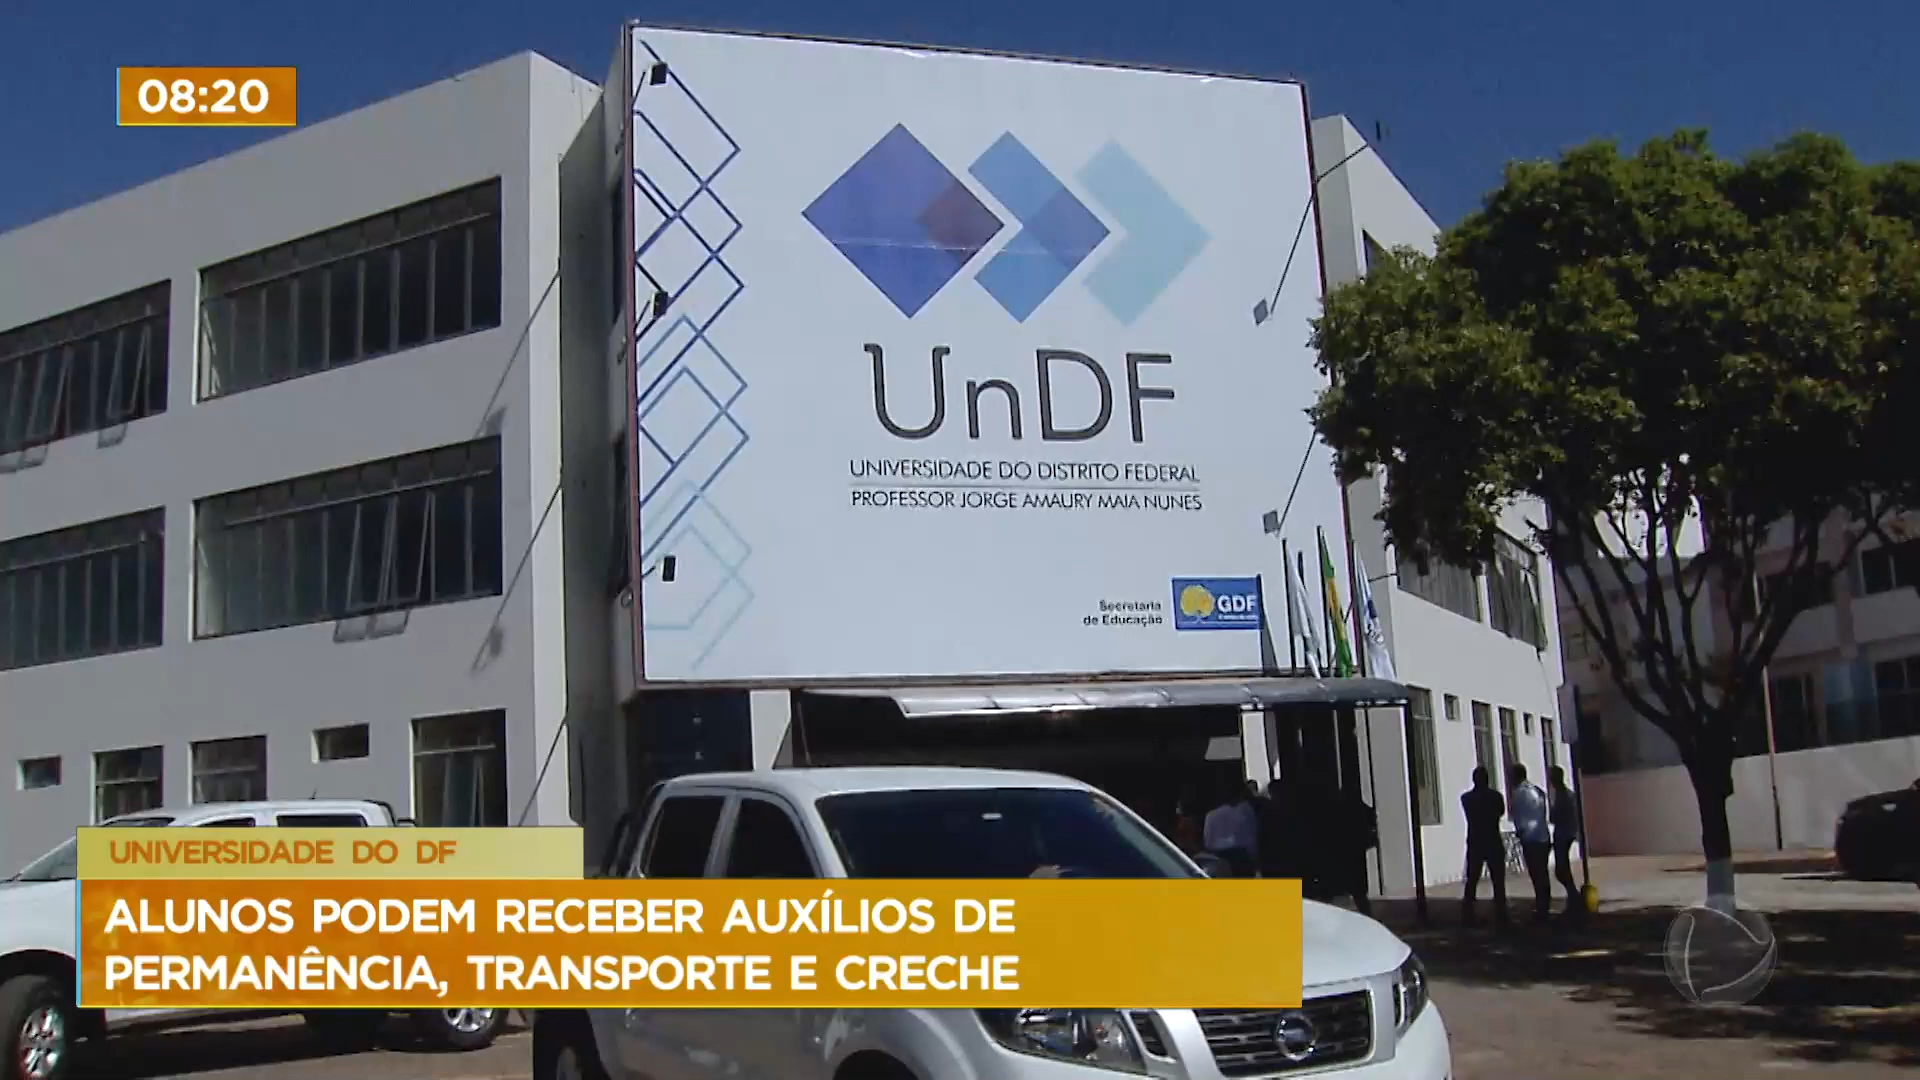 08:20
UnDF
UNIVERSIDADE DO DISTRITO FEDERAL
PROFESSOR JORGE AMAURY MAIA NUNES
Secretaria
de Educação
GDF
UNIVERSIDADE DO DF
ALUNOS PODEM RECEBER AUXÍLIOS DE
PERMANÊNCIA, TRANSPORTE E CRECHE